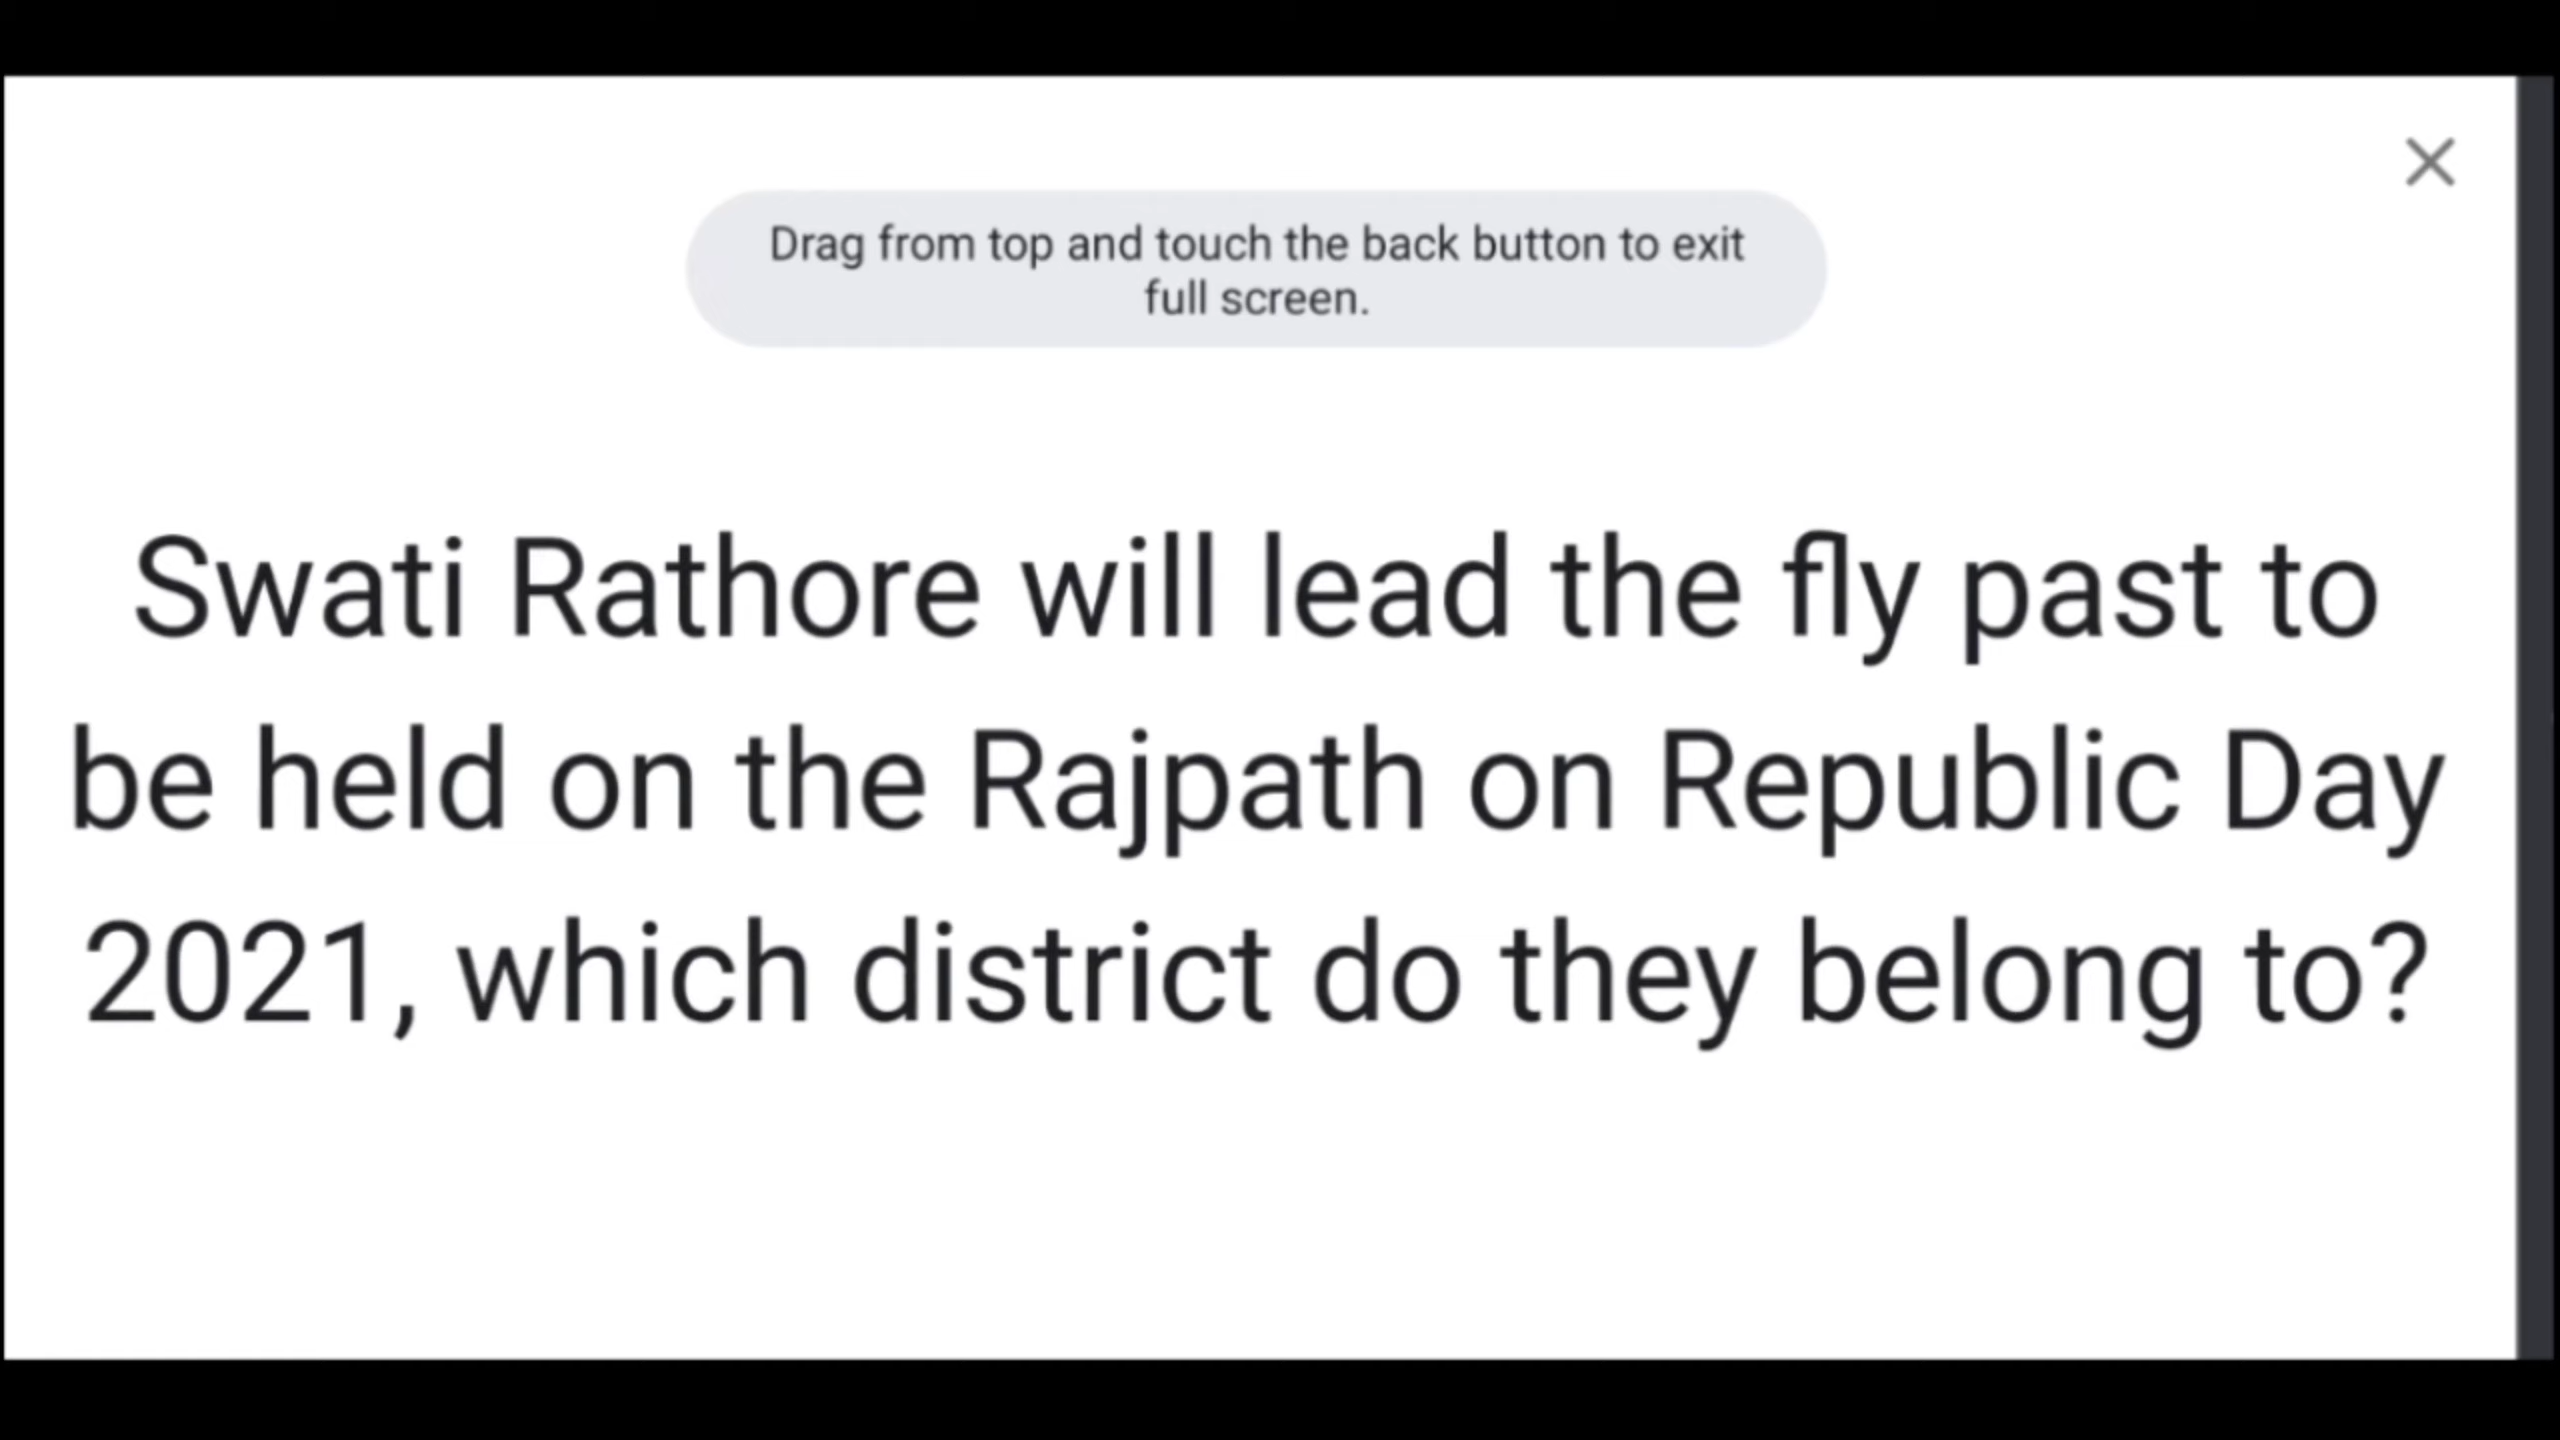 Drag from top and touch the back button to exit
full screen.
Swati Rathore will lead the fly past to
be held on the Rajpath on Republic Day
2021, which district do they belong to?